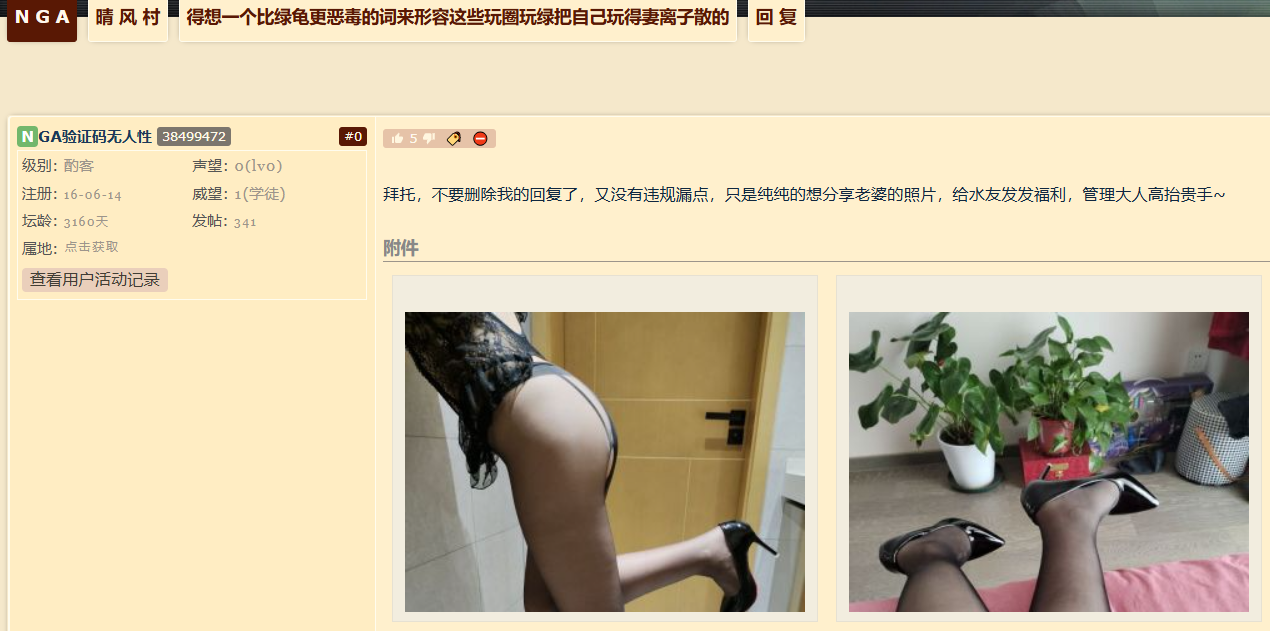 NGA 晴风村 得想一个比绿龟更恶毒的词来形容这些玩圈玩绿把自己玩得妻离子散的 回复
NGA验证码无人性 38499472 #0
级别: 酌客 声望: 0(lv0)
注册: 16-06-14 威望: 1(学徒)
坛龄: 3160天 发帖: 341
属地: 点击获取
查看用户活动记录
5
拜托，不要删除我的回复了，又没有违规漏点，只是纯纯的想分享老婆的照片，给水友发发福利，管理大人高抬贵手~
附件